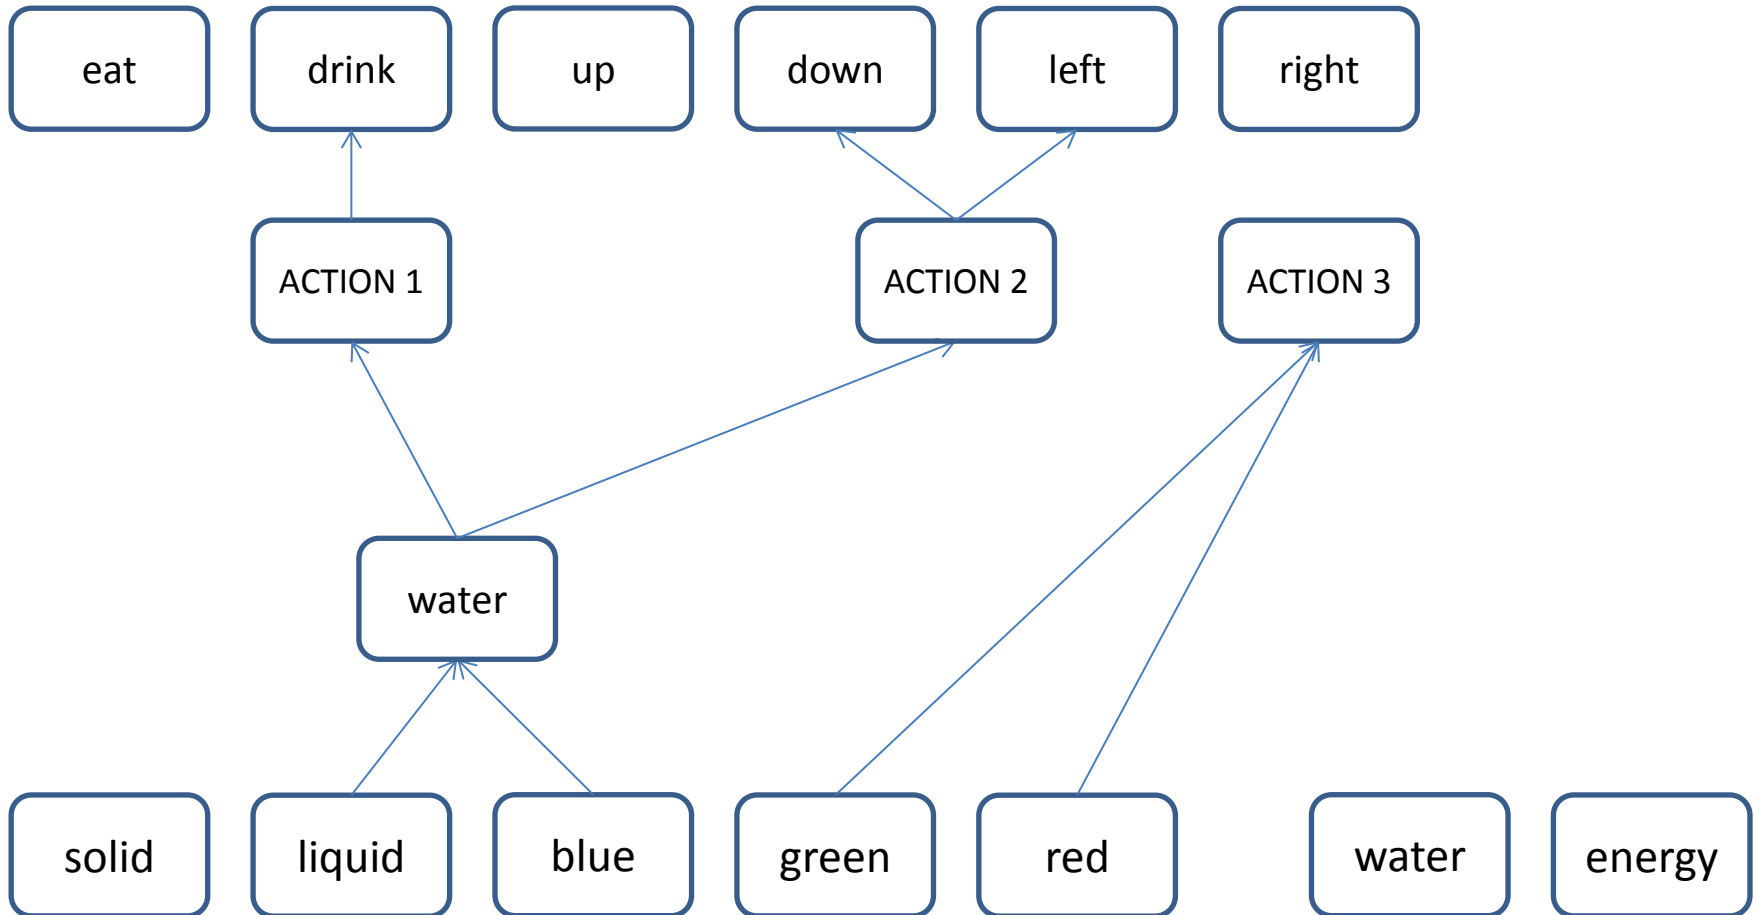 eat
drink
up
down
left
right
ACTION 1
ACTION 2
ACTION 3
water
solid
liquid
blue
green
red
water
energy